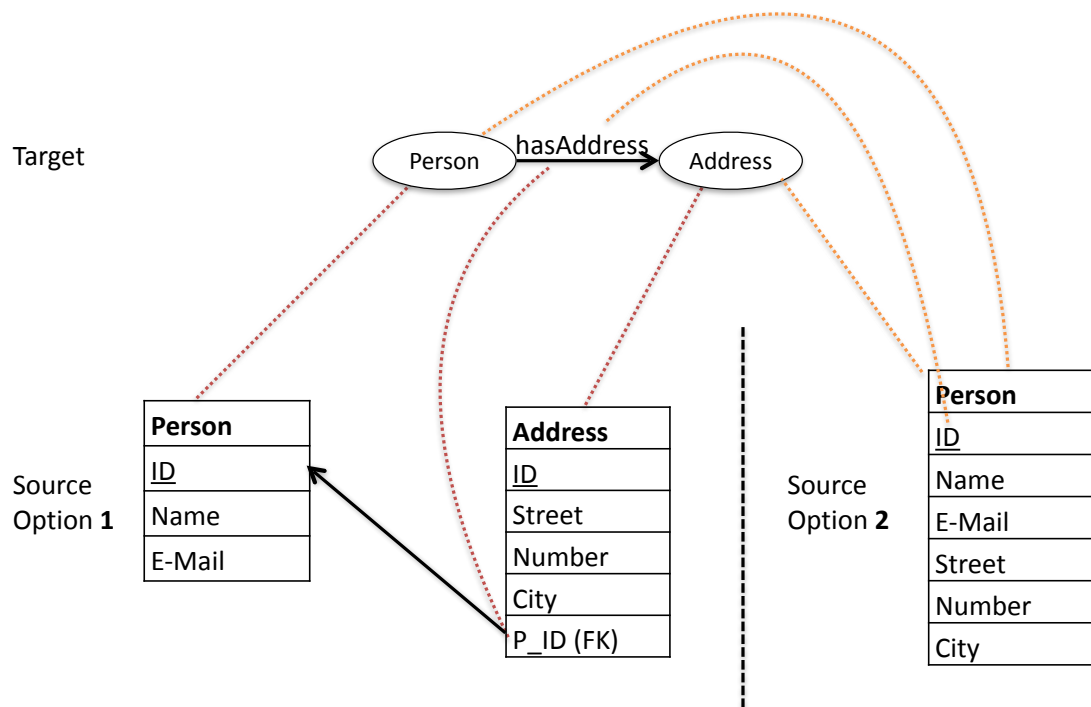 Target
Person
hasAddress
Address
Source
Option 1
Person
ID
Name
E-Mail
Address
ID
Street
Number
City
P_ID (FK)
Source
Option 2
Person
ID
Name
E-Mail
Street
Number
City